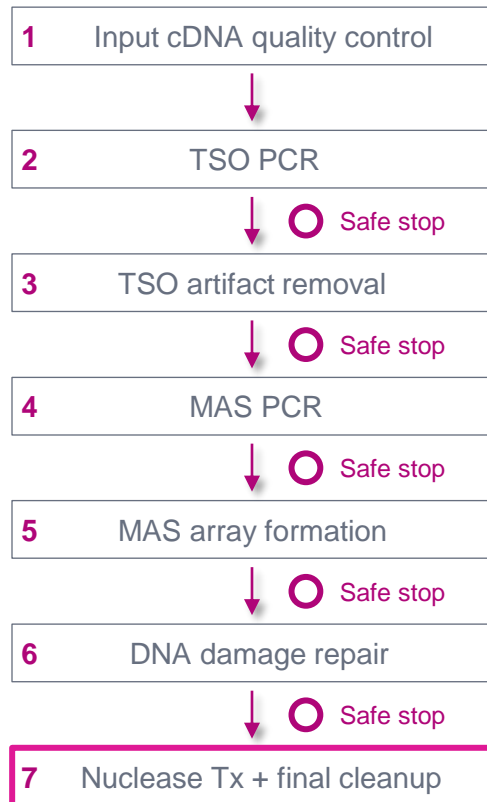 1 Input cDNA quality control
2 TSO PCR
Safe stop
3 TSO artifact removal
Safe stop
4 MAS PCR
Safe stop
5 MAS array formation
Safe stop
6 DNA damage repair
Safe stop
7 Nuclease Tx + final cleanup